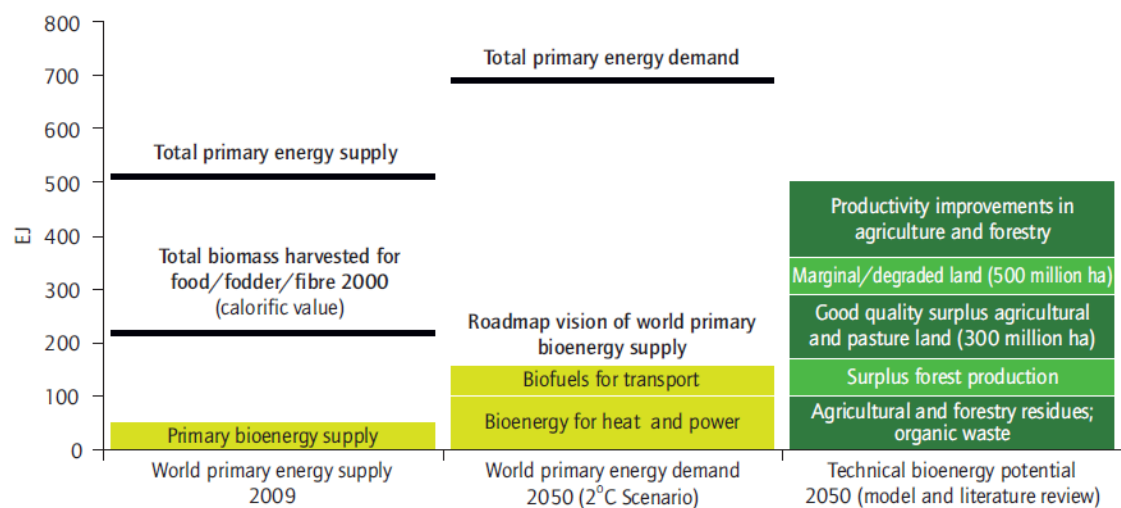 800
700
600
500
400
300
200
100
0
EJ
Total primary energy supply
Total biomass harvested for
food/fodder/fibre 2000
(calorific value)
Primary bioenergy supply
World primary energy supply
2009
Total primary energy demand
Roadmap vision of world primary
bioenergy supply
Biofuels for transport
Bioenergy for heat and power
World primary energy demand
2050 (2°C Scenario)
Productivity improvements in
agriculture and forestry
Marginal/degraded land (500 million ha)
Good quality surplus agricultural
and pasture land (300 million ha)
Surplus forest production
Agricultural and forestry residues;
organic waste
Technical bioenergy potential
2050 (model and literature review)